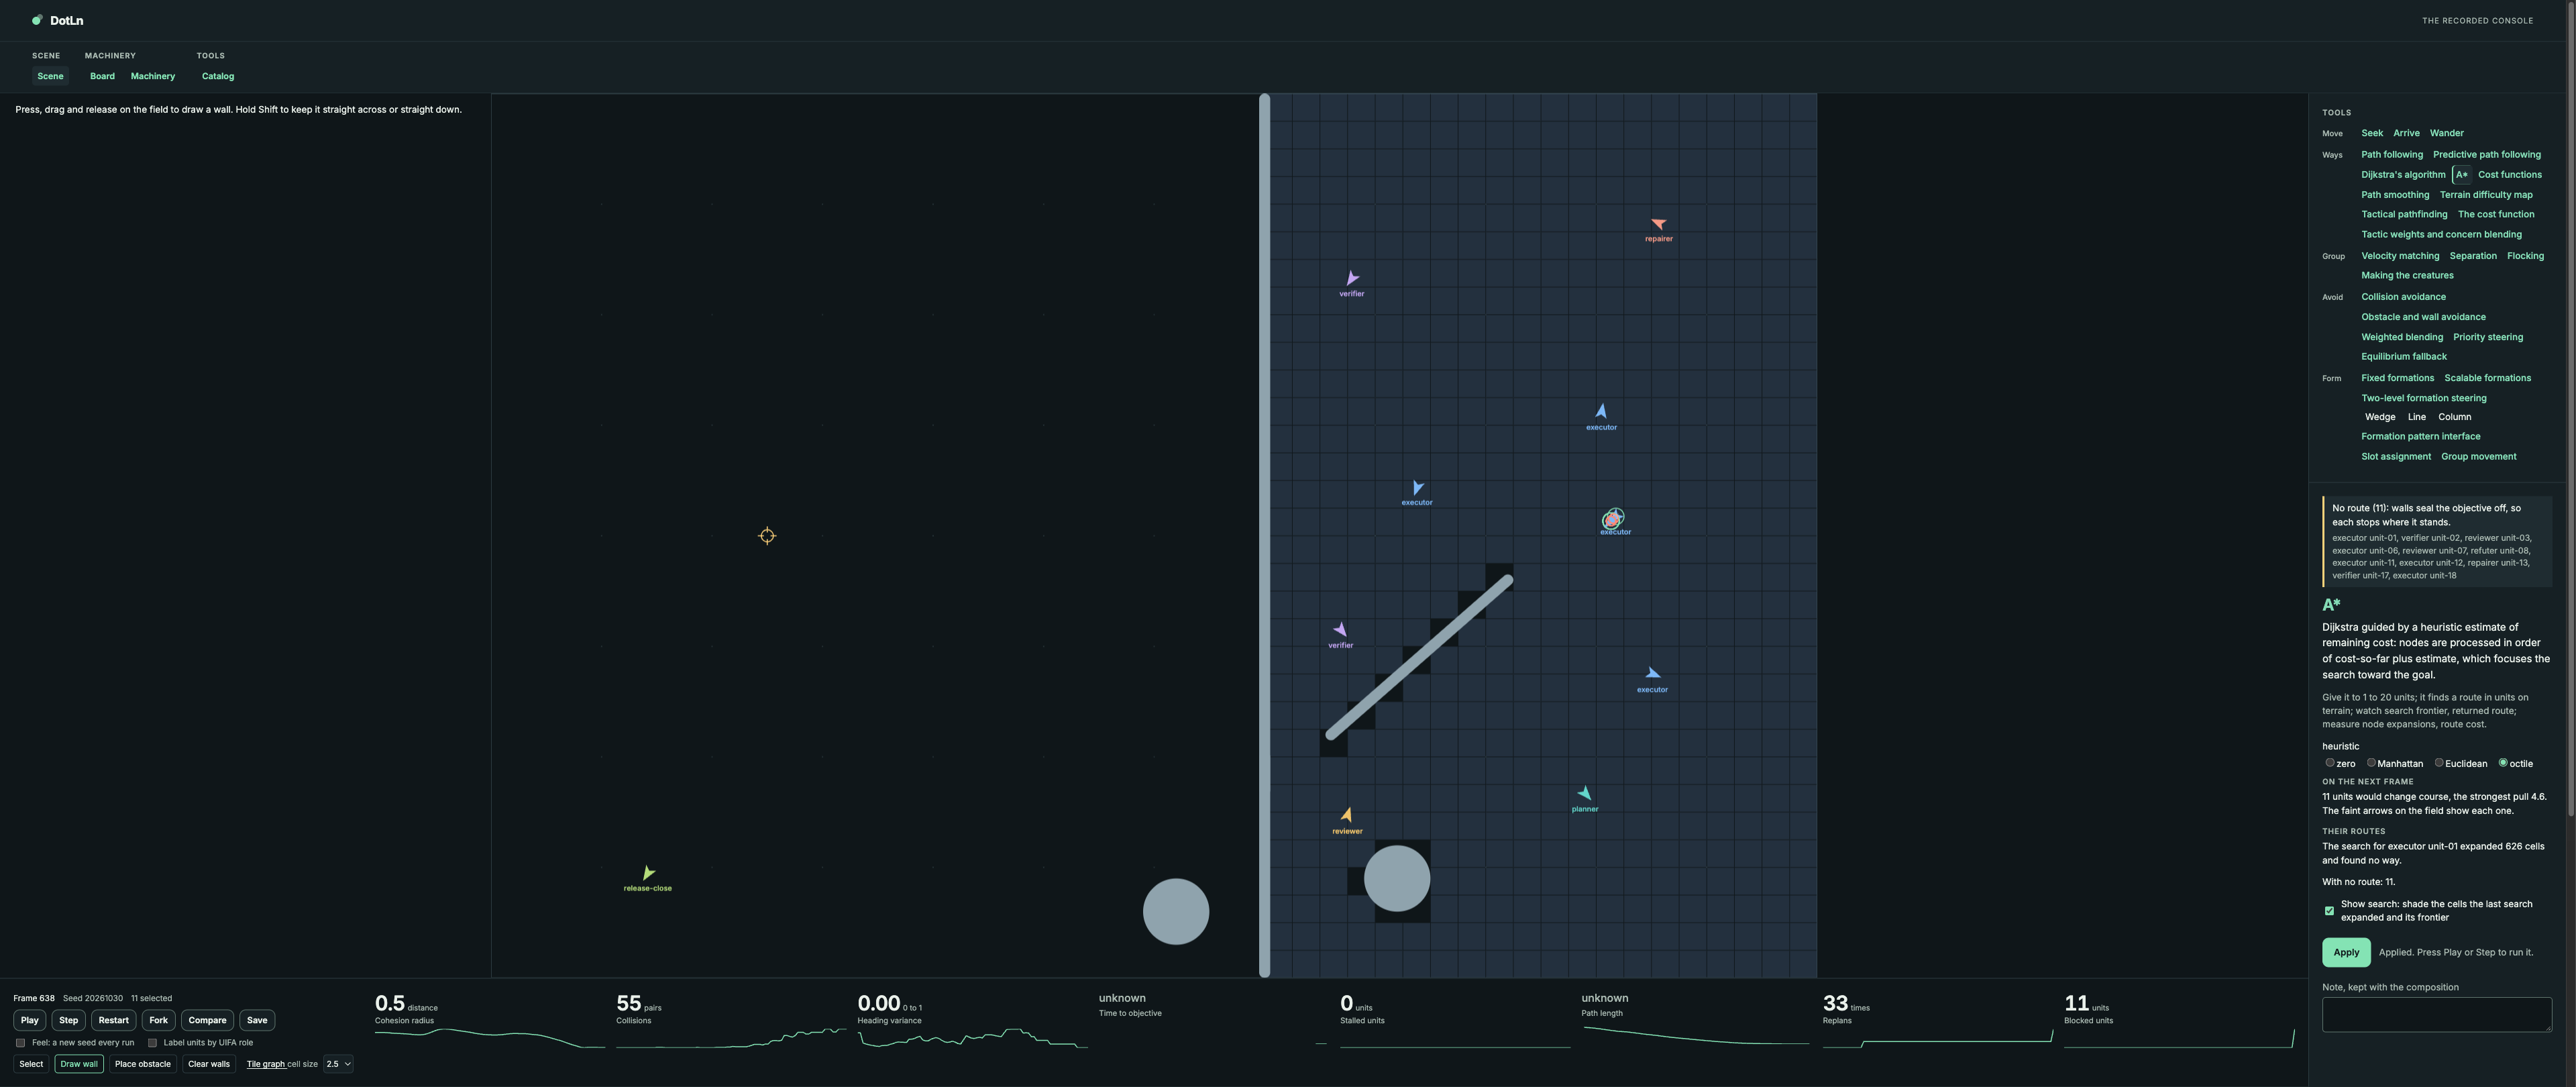 DotLn
THE RECORDED CONSOLE
SCENE MACHINERY TOOLS
Scene Board Machinery Catalog
Press, drag and release on the field to draw a wall. Hold Shift to keep it straight across or straight down.
repairer
verifier
executor
executor
executor
verifier
executor
planner
reviewer
release-close
TOOLS
Move Seek Arrive Wander
Ways Path following Predictive path following
Dijkstra's algorithm A* Cost functions
Path smoothing Terrain difficulty map
Tactical pathfinding The cost function
Tactic weights and concern blending
Group Velocity matching Separation Flocking
Making the creatures
Avoid Collision avoidance
Obstacle and wall avoidance
Weighted blending Priority steering
Equilibrium fallback
Form Fixed formations Scalable formations
Two-level formation steering
Wedge Line Column
Formation pattern interface
Slot assignment Group movement
No route (11): walls seal the objective off, so
each stops where it stands.
executor unit-01, verifier unit-02, reviewer unit-03,
executor unit-06, reviewer unit-07, refuter unit-08,
executor unit-11, executor unit-12, repairer unit-13,
verifier unit-17, executor unit-18
A*
Dijkstra guided by a heuristic estimate of
remaining cost: nodes are processed in order
of cost-so-far plus estimate, which focuses the
search toward the goal.
Give it to 1 to 20 units; it finds a route in units on
terrain; watch search frontier, returned route;
measure node expansions, route cost.
heuristic
zero Manhattan Euclidean octile
ON THE NEXT FRAME
11 units would change course, the strongest pull 4.6.
The faint arrows on the field show each one.
THEIR ROUTES
The search for executor unit-01 expanded 626 cells
and found no way.
With no route: 11.
Show search: shade the cells the last search
expanded and its frontier
Apply Applied. Press Play or Step to run it.
Note, kept with the composition
Frame 638 Seed 20261030 11 selected
Play Step Restart Fork Compare Save
Feel: a new seed every run Label units by UIFA role
Select Draw wall Place obstacle Clear walls Tile graph cell size 2.5
0.5 distance
Cohesion radius
55 pairs
Collisions
0.00 0 to 1
Heading variance
unknown
Time to objective
0 units
Stalled units
unknown
Path length
33 times
Replans
11 units
Blocked units